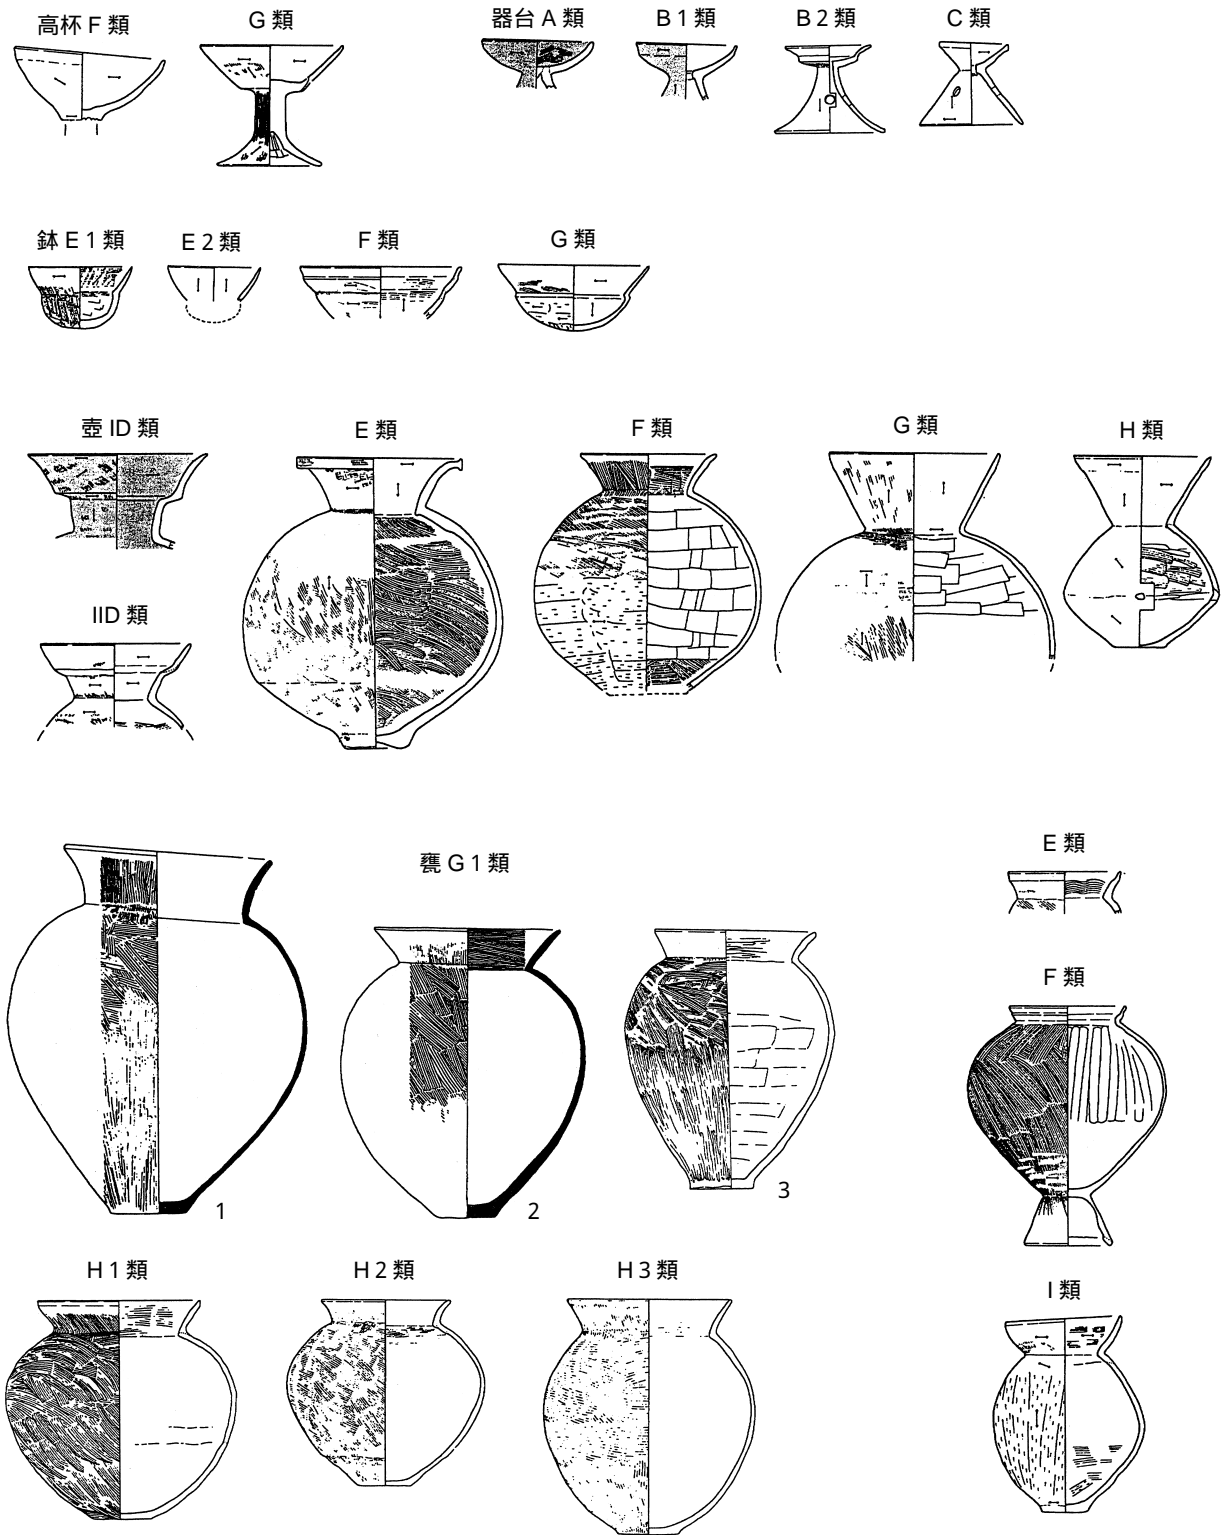 高杯 F 類
G 類
器台 A 類
B 1 類
B 2 類
C 類
鉢 E 1 類
E 2 類
F 類
G 類
壺 ID 類
E 類
F 類
G 類
H 類
IID 類
甕 G 1 類
E 類
F 類
1
2
3
H 1 類
H 2 類
H 3 類
I 類